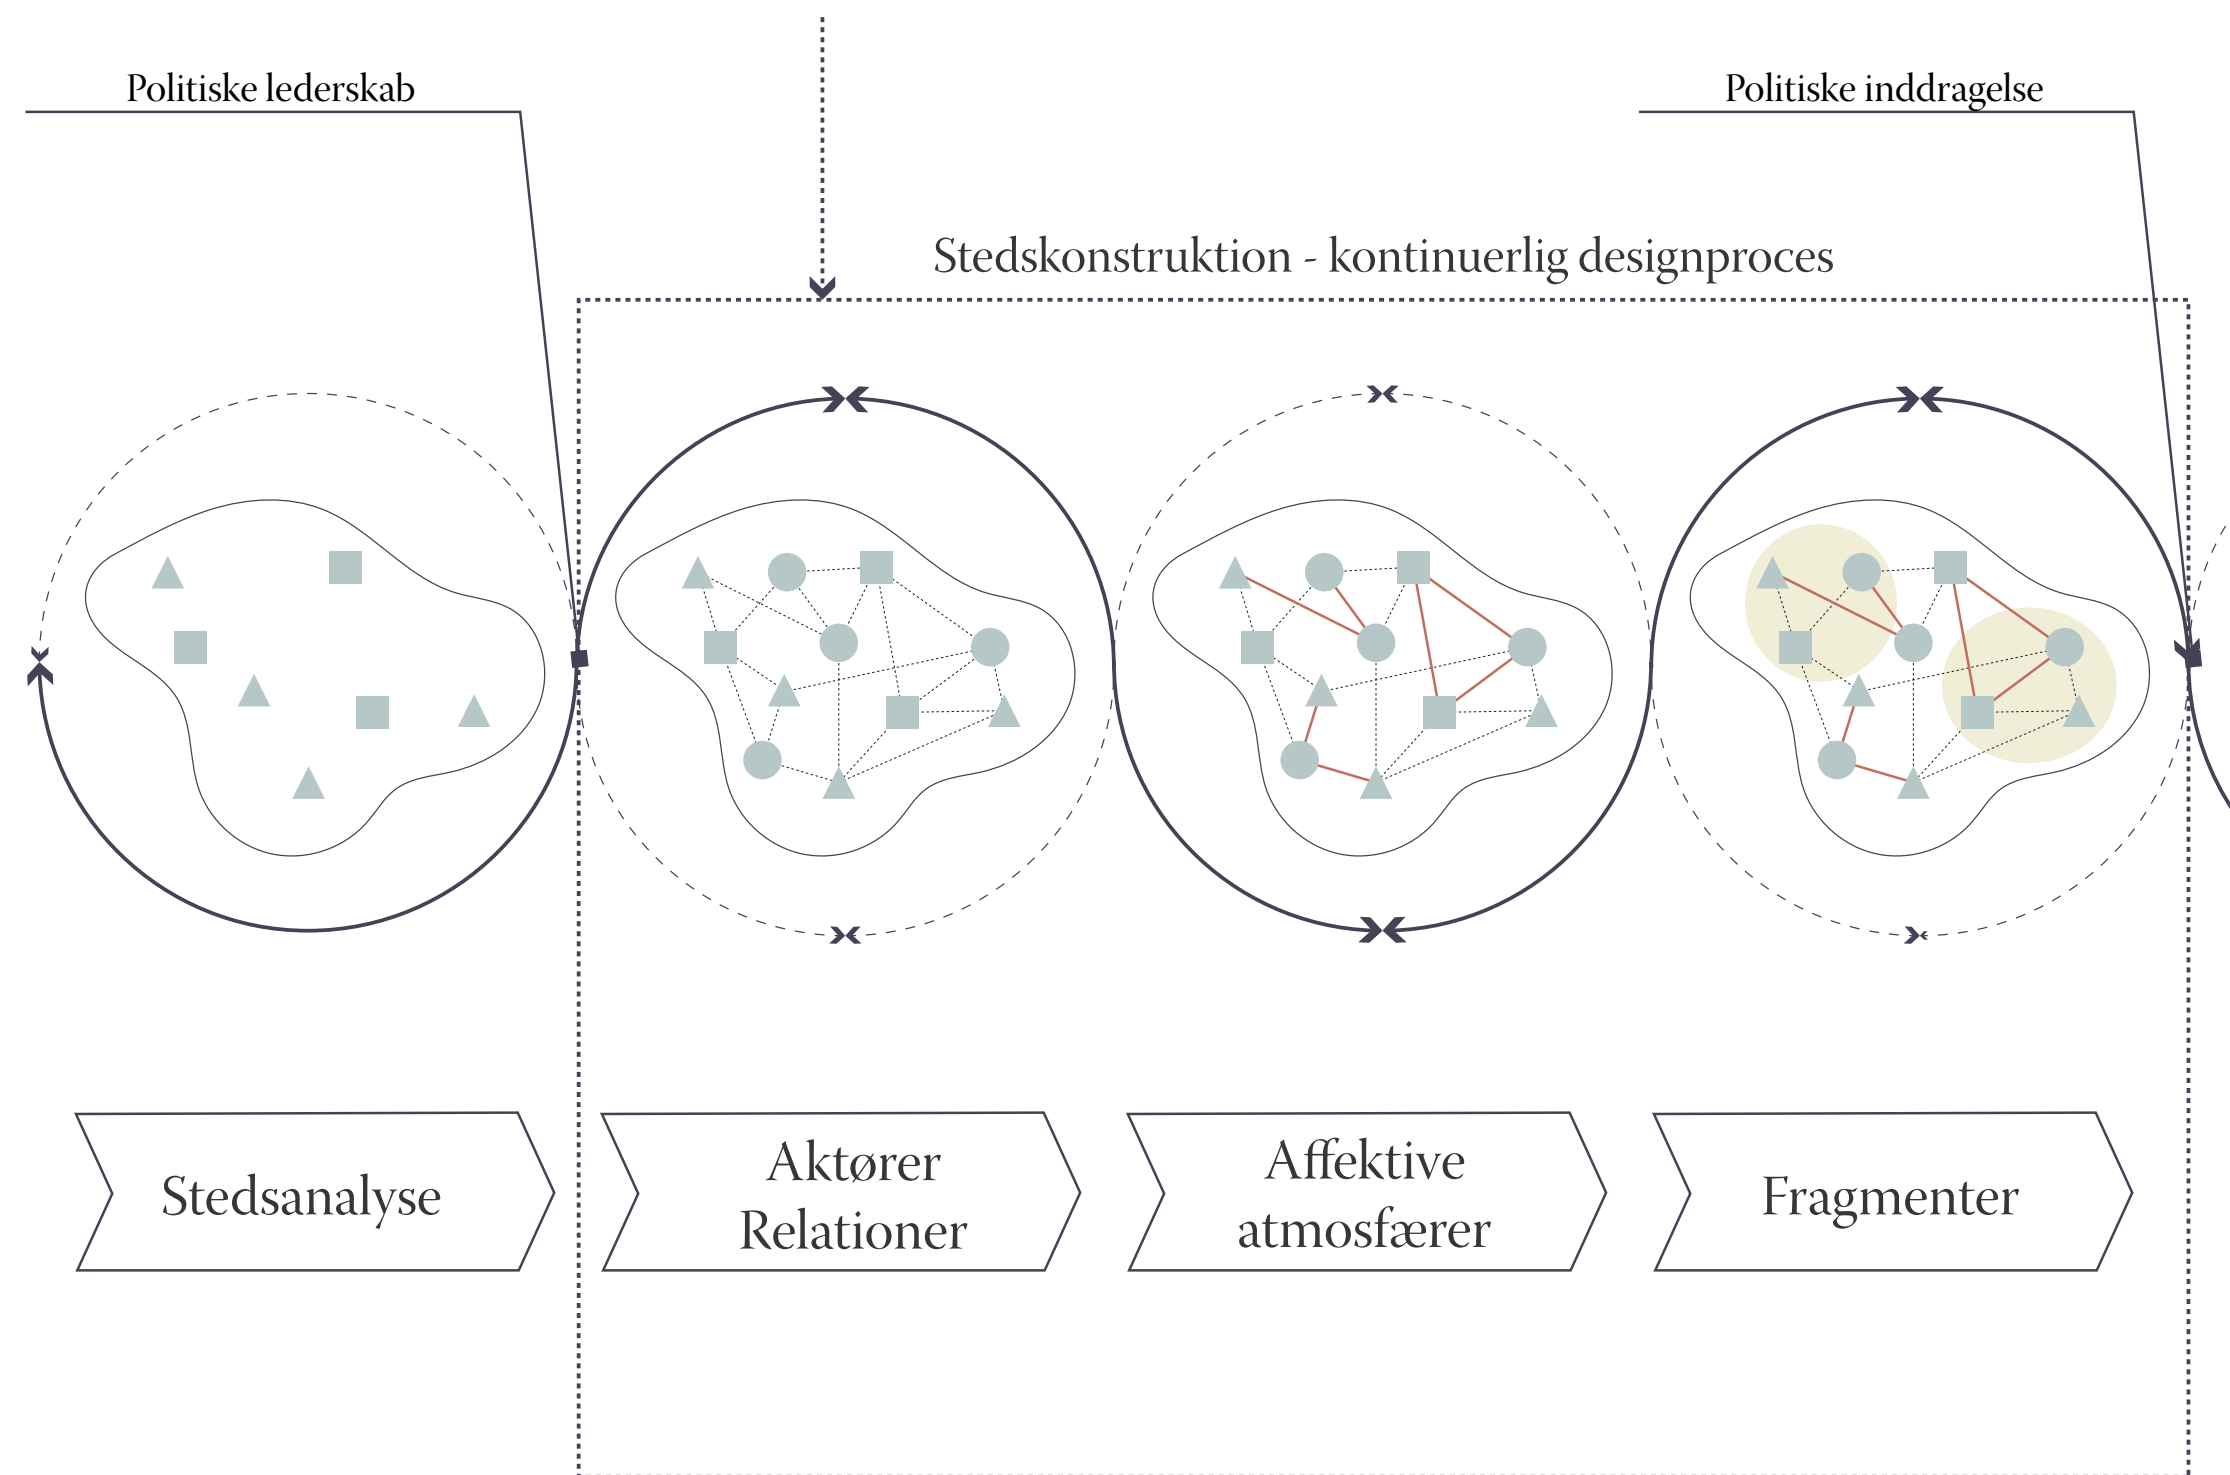 Politiske lederskab
Politiske inddragelse
Stedskonstruktion - kontinuerlig designproces
Stedsanalyse
Aktører
Relationer
Affektive
atmosfærer
Fragmenter